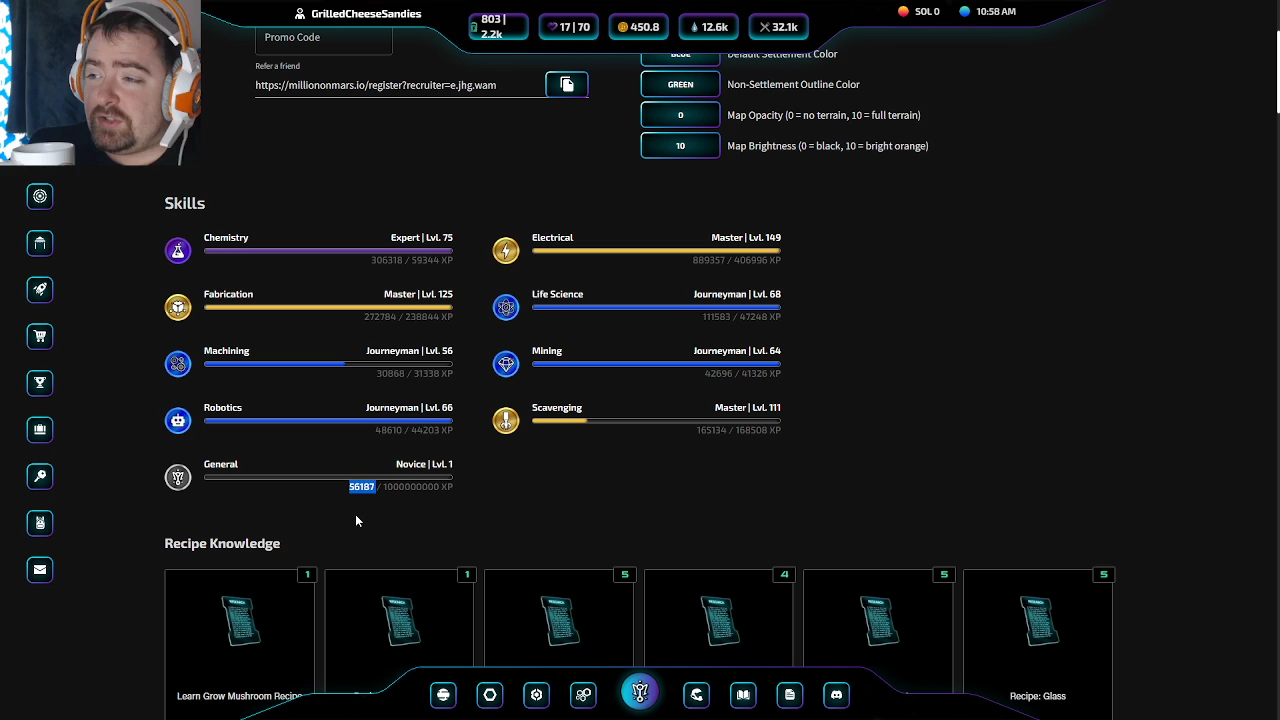 GrilledCheeseSandies
803 |
2.2k
17 | 70
450.8
12.6k
32.1k
SOL 0
10:58 AM
Promo Code
Refer a friend
https://milliononmars.io/register?recruiter=e.jhg.wam
BLUE Default Settlement Color
GREEN Non-Settlement Outline Color
0 Map Opacity (0 = no terrain, 10 = full terrain)
10 Map Brightness (0 = black, 10 = bright orange)
Skills
Chemistry Expert | Lvl. 75
306318 / 59344 XP
Electrical Master | Lvl. 149
889357 / 406996 XP
Fabrication Master | Lvl. 125
272784 / 238844 XP
Life Science Journeyman | Lvl. 68
111583 / 47248 XP
Machining Journeyman | Lvl. 56
30868 / 31338 XP
Mining Journeyman | Lvl. 64
42696 / 41326 XP
Robotics Journeyman | Lvl. 66
48610 / 44203 XP
Scavenging Master | Lvl. 111
165134 / 168508 XP
General Novice | Lvl. 1
56187 / 1000000000 XP
Recipe Knowledge
1
1
5
4
5
5
Learn Grow Mushroom Recipe
Recipe: Glass